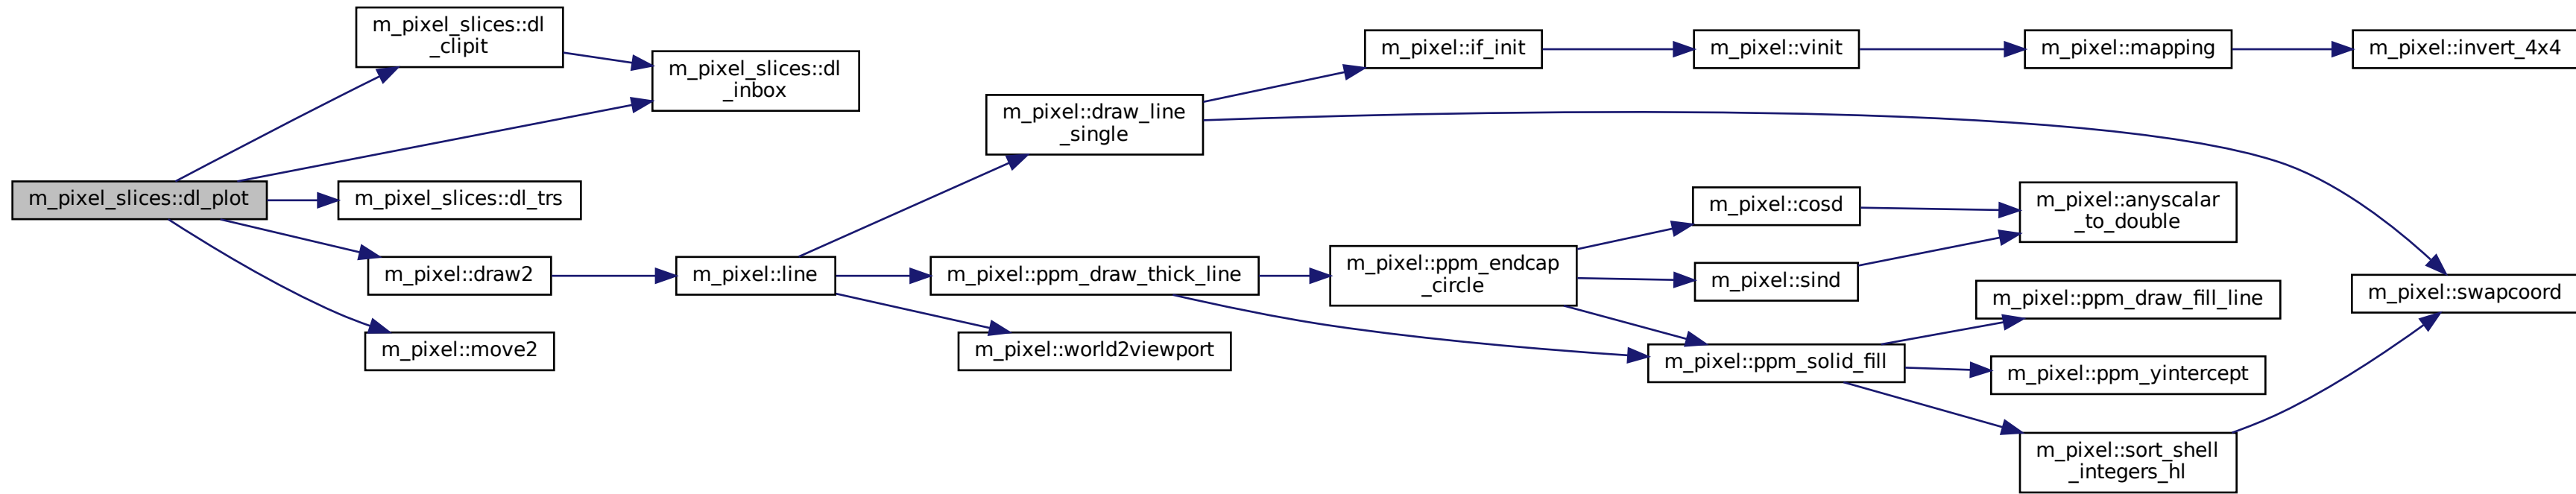 m_pixel_slices::dl_plot
m_pixel_slices::dl
_clipit
m_pixel_slices::dl
_inbox
m_pixel_slices::dl_trs
m_pixel::draw2
m_pixel::move2
m_pixel::line
m_pixel::draw_line
_single
m_pixel::ppm_draw_thick_line
m_pixel::world2viewport
m_pixel::if_init
m_pixel::vinit
m_pixel::mapping
m_pixel::invert_4x4
m_pixel::ppm_endcap
_circle
m_pixel::cosd
m_pixel::sind
m_pixel::anyscalar
_to_double
m_pixel::ppm_solid_fill
m_pixel::ppm_draw_fill_line
m_pixel::ppm_yintercept
m_pixel::sort_shell
_integers_hl
m_pixel::swapcoord